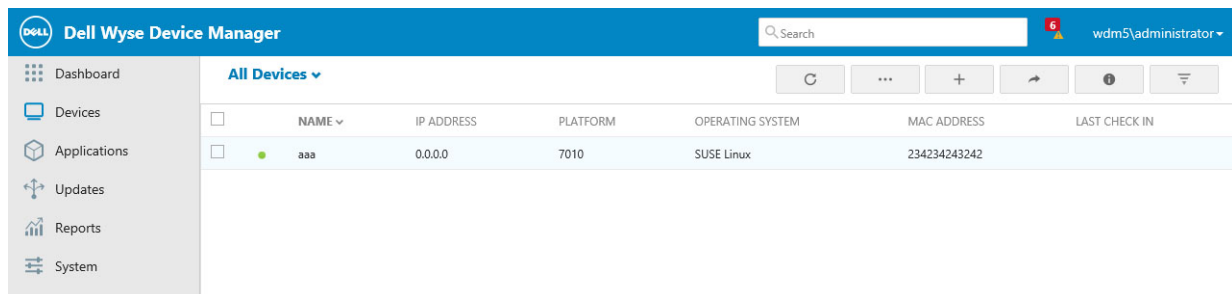 DELL Dell Wyse Device Manager Search 6 wdm5\administrator
Dashboard All Devices
Devices NAME IP ADDRESS PLATFORM OPERATING SYSTEM MAC ADDRESS LAST CHECK IN
Applications aaa 0.0.0.0 7010 SUSE Linux 234234243242
Updates
Reports
System